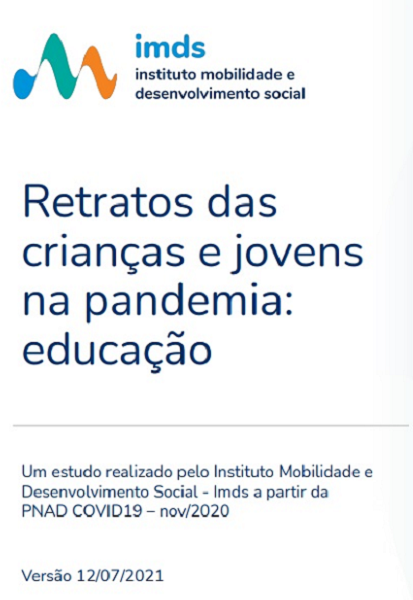 imds
instituto mobilidade e
desenvolvimento social
Retratos das
crianças e jovens
na pandemia:
educação
Um estudo realizado pelo Instituto Mobilidade e
Desenvolvimento Social - Imds a partir da
PNAD COVID19 – nov/2020
Versão 12/07/2021